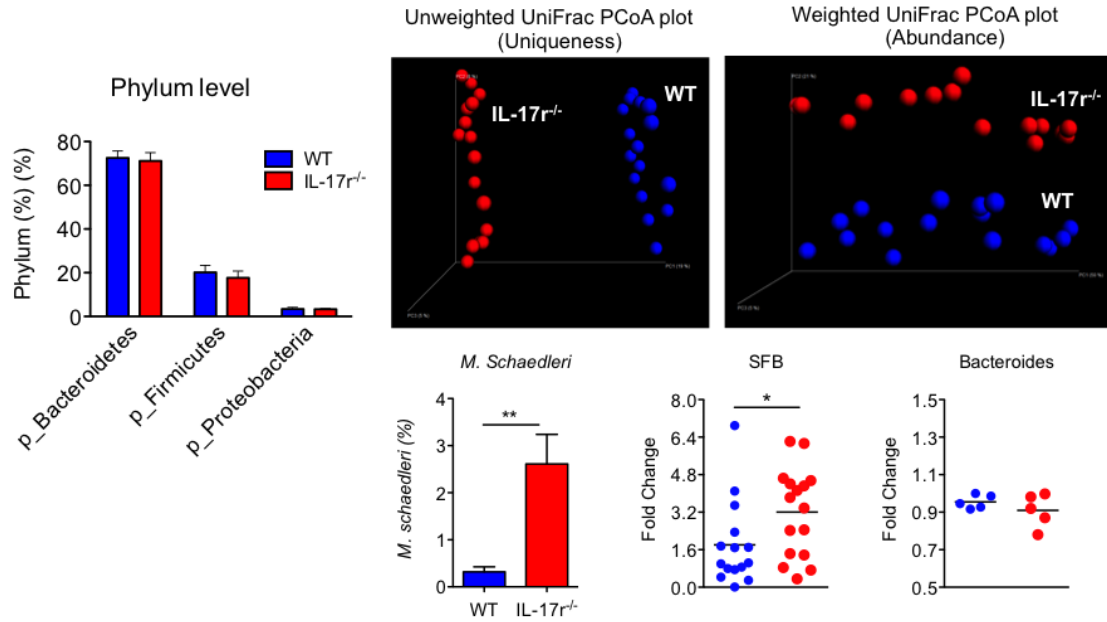 Phylum level
Phylum (%) (%)
80
60
40
20
0
WT
IL-17r-/-
p_Bacteroidetes
p_Firmicutes
p_Proteobacteria
Unweighted UniFrac PCoA plot
(Uniqueness)
IL-17r-/-
WT
Weighted UniFrac PCoA plot
(Abundance)
PC2 (21 %)
IL-17r-/-
WT
M. Schaedleri
M. schaedleri (%)
4
3
2
1
0
**
WT
IL-17r-/-
SFB
Fold Change
8.0
6.4
4.8
3.2
1.6
0.0
*
Bacteroides
Fold Change
1.5
1.3
1.1
0.9
0.7
0.5